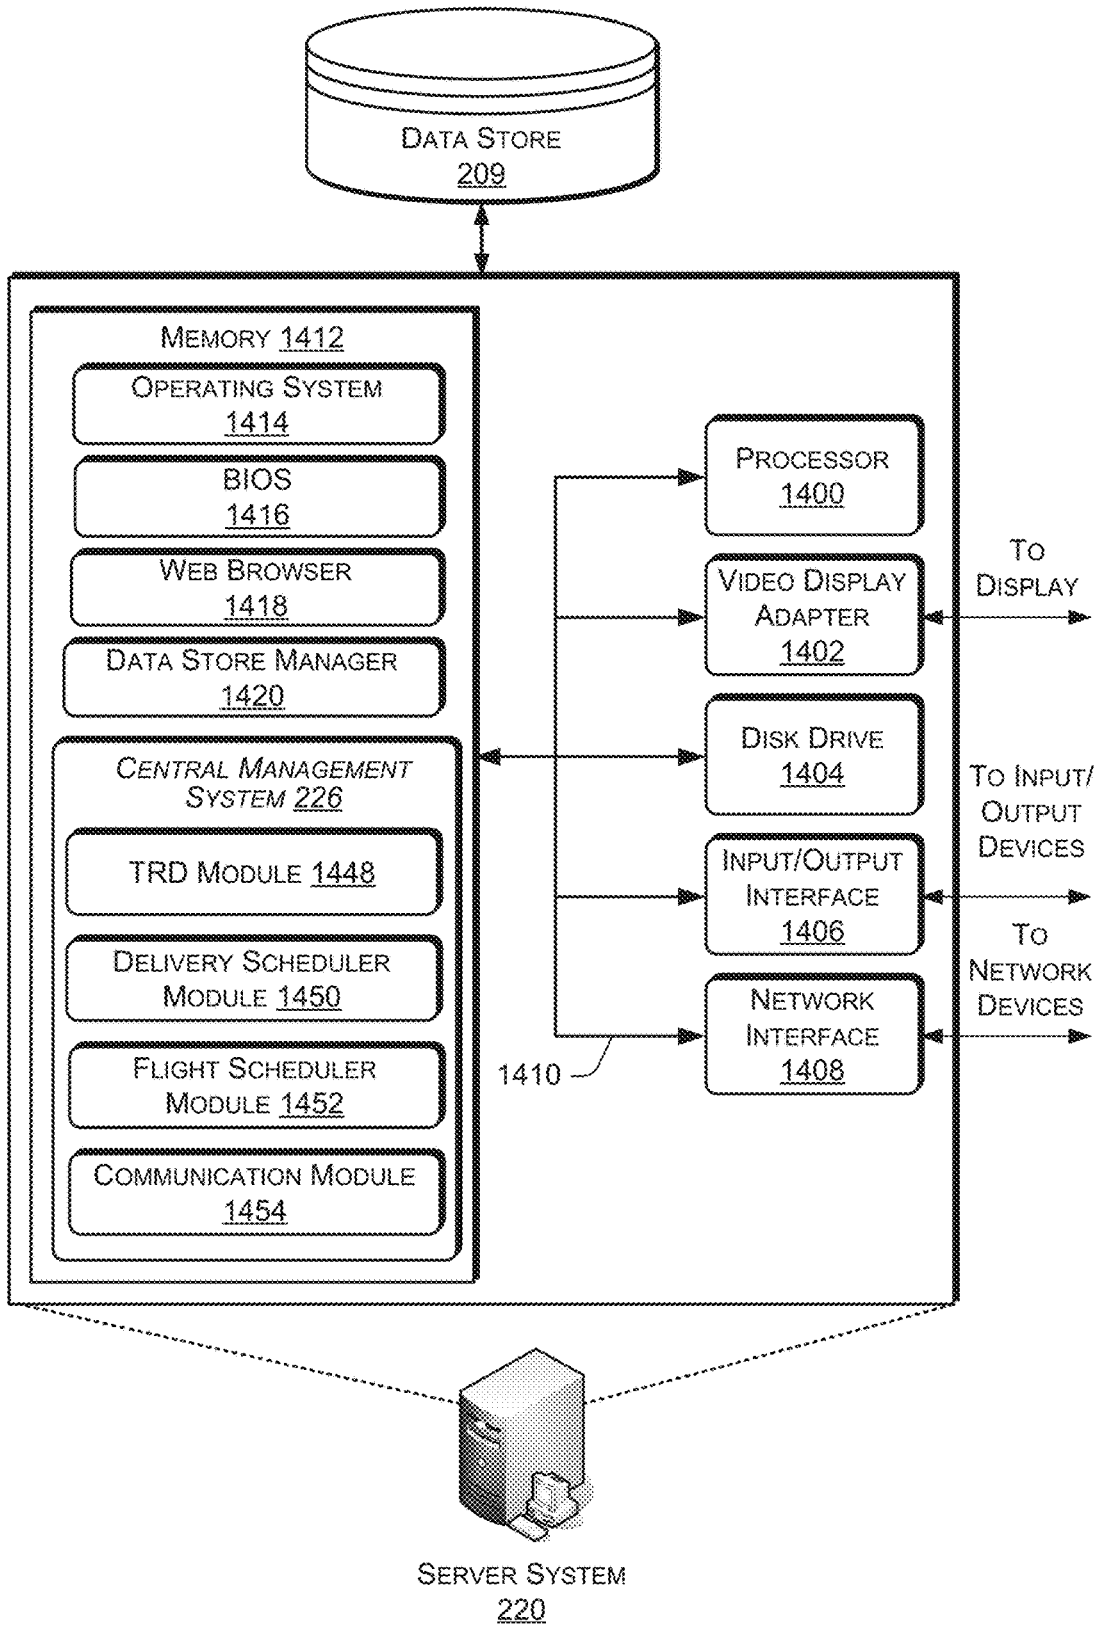 DATA STORE
209
MEMORY 1412
OPERATING SYSTEM
1414
BIOS
1416
WEB BROWSER
1418
DATA STORE MANAGER
1420
CENTRAL MANAGEMENT
SYSTEM 226
TRD MODULE 1448
DELIVERY SCHEDULER
MODULE 1450
FLIGHT SCHEDULER
MODULE 1452
COMMUNICATION MODULE
1454
PROCESSOR
1400
VIDEO DISPLAY
ADAPTER
1402
DISK DRIVE
1404
INPUT/OUTPUT
INTERFACE
1406
NETWORK
INTERFACE
1408
1410
TO
DISPLAY
TO INPUT/
OUTPUT
DEVICES
TO
NETWORK
DEVICES
SERVER SYSTEM
220